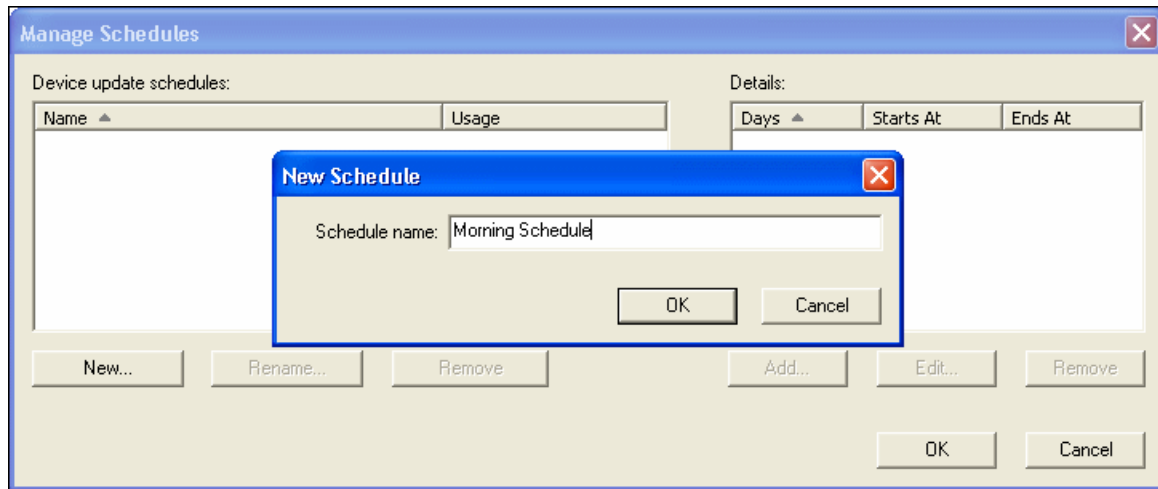 Manage Schedules
Device update schedules:
Details:
Name Usage
Days Starts At Ends At
New Schedule
Schedule name: Morning Schedule
OK Cancel
New... Rename... Remove
Add... Edit... Remove
OK Cancel